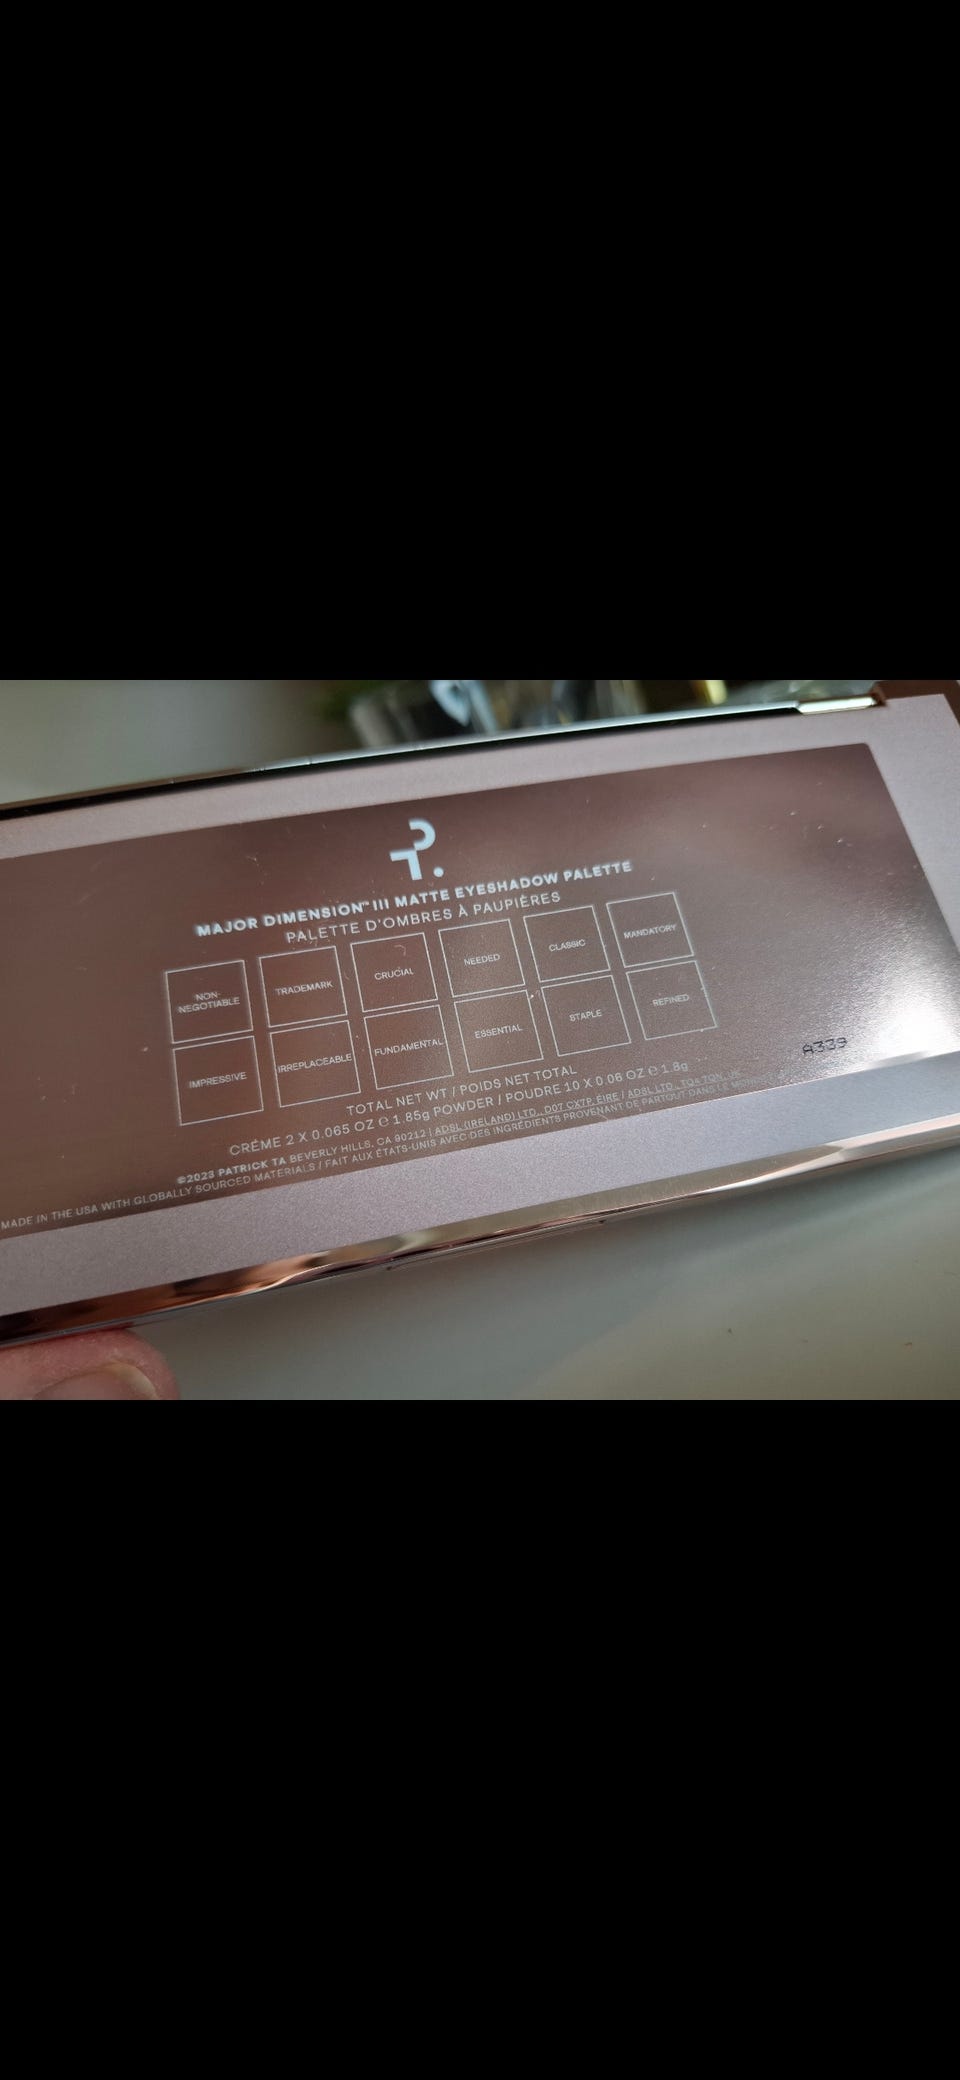 PT.
MAJOR DIMENSION™ III MATTE EYESHADOW PALETTE
PALETTE D'OMBRES À PAUPIÈRES
NON-
NEGOTIABLE
TRADEMARK
CRUCIAL
NEEDED
CLASSIC
MANDATORY
IMPRESSIVE
IRREPLACEABLE
FUNDAMENTAL
ESSENTIAL
STAPLE
REFINED
TOTAL NET WT / POIDS NET TOTAL
CRÈME 2 X 0.065 OZ ℮ 1.85g POWDER / POUDRE 10 X 0.06 OZ ℮ 1.8g
©2023 PATRICK TA BEVERLY HILLS, CA 90212 | ADSL (IRELAND) LTD., D07 CX7P, ÉIRE / ADSL LTD., UK
MADE IN THE USA WITH GLOBALLY SOURCED MATERIALS / FAIT AUX ÉTATS-UNIS AVEC DES INGRÉDIENTS PROVENANT DE PARTOUT DANS LE
A339